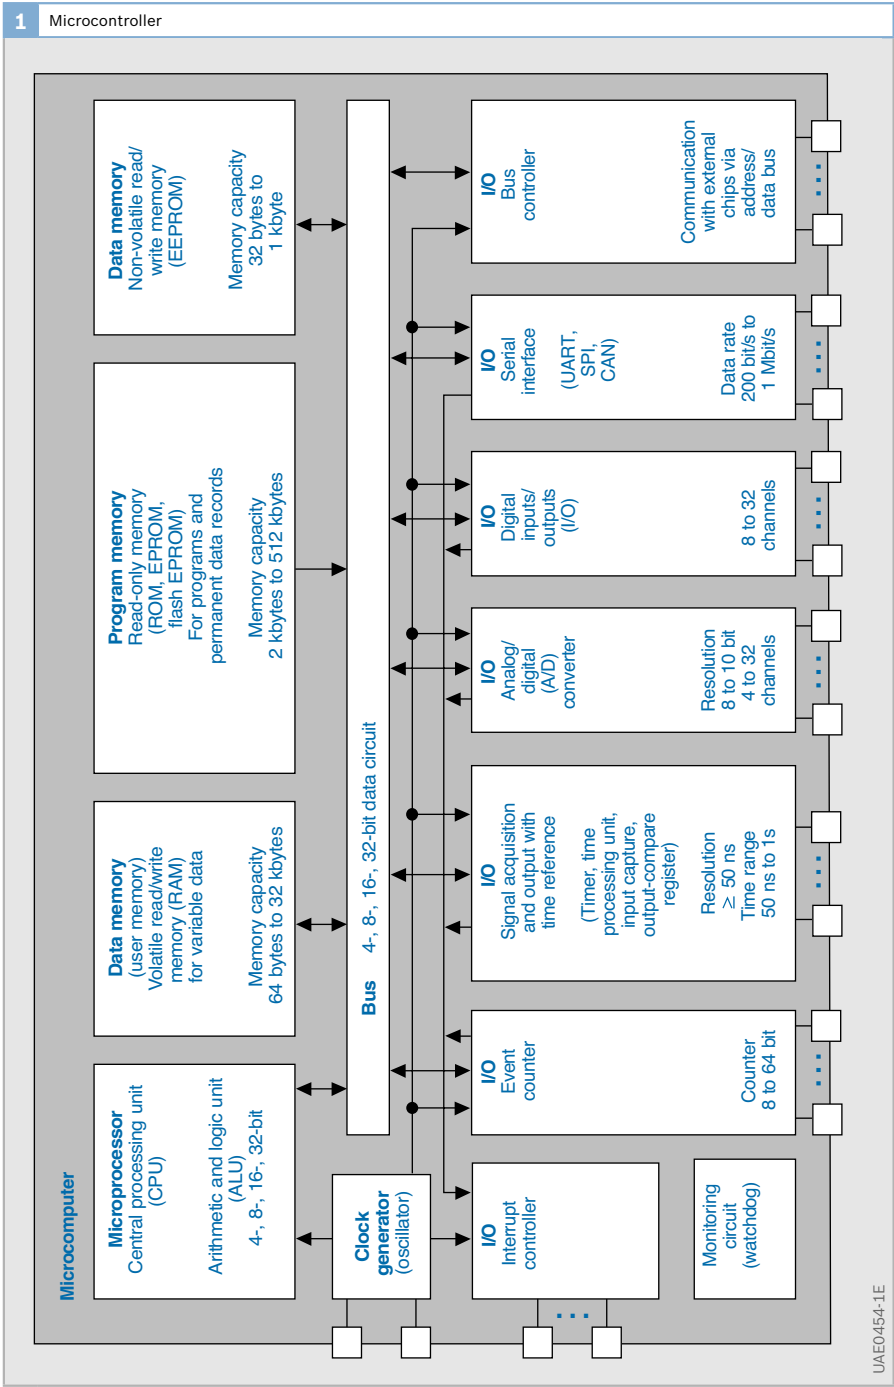 1 Microcontroller
Microcomputer
Microprocessor
Central processing unit
(CPU)
Arithmetic and logic unit
(ALU)
4-, 8-, 16-, 32-bit
Data memory
(user memory)
Volatile read/write
memory (RAM)
for variable data
Memory capacity
64 bytes to 32 kbytes
Program memory
Read-only memory
(ROM, EPROM,
flash EPROM)
For programs and
permanent data records
Memory capacity
2 kbytes to 512 kbytes
Data memory
Non-volatile read/
write memory
(EEPROM)
Memory capacity
32 bytes to
1 kbyte
Clock
generator
(oscillator)
Bus 4-, 8-, 16-, 32-bit data circuit
I/O
Interrupt
controller
Monitoring
circuit
(watchdog)
I/O
Event
counter
Counter
8 to 64 bit
I/O
Signal acquisition
and output with
time reference
(Timer, time
processing unit,
input capture,
output-compare
register)
Resolution
≥ 50 ns
Time range
50 ns to 1s
I/O
Analog/
digital
(A/D)
converter
Resolution
8 to 10 bit
4 to 32
channels
I/O
Digital
inputs/
outputs
(I/O)
8 to 32
channels
I/O
Serial
interface
(UART,
SPI,
CAN)
Data rate
200 bit/s to
1 Mbit/s
I/O
Bus
controller
Communication
with external
chips via
address/
data bus
UAE0454-1E